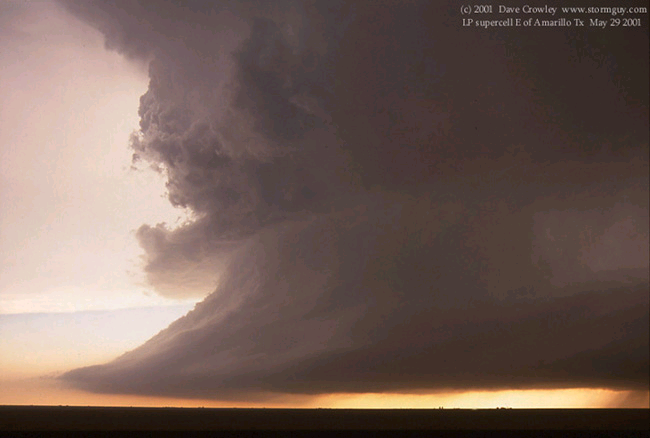 (c) 2001 Dave Crowley www.stormguy.com
LP supercell E of Amarillo Tx May 29 2001